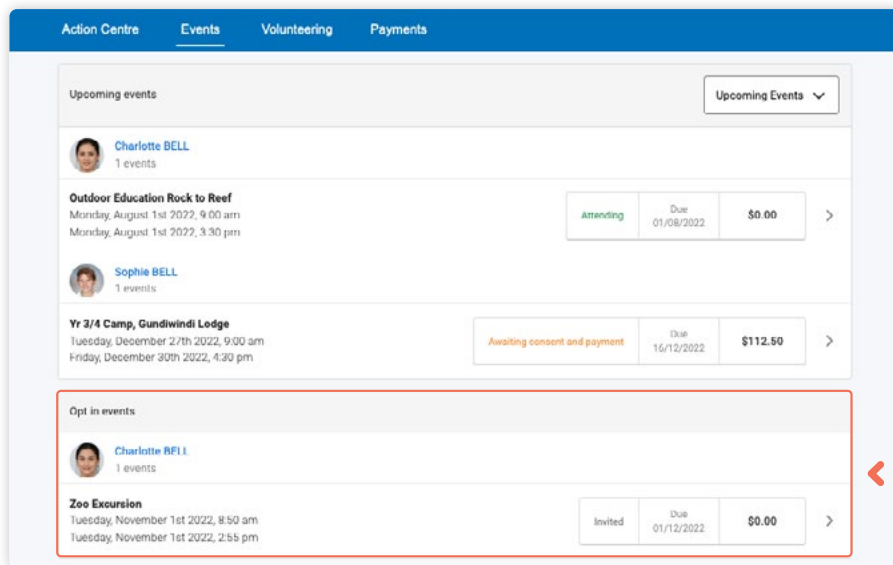 Action Centre Events Volunteering Payments
Upcoming events
Upcoming Events
Charlotte BELL
1 events
Outdoor Education Rock to Reef
Monday, August 1st 2022, 9:00 am
Monday, August 1st 2022, 3:30 pm
Attending
Due
01/08/2022
$0.00
Sophie BELL
1 events
Yr 3/4 Camp, Gundiwindi Lodge
Tuesday, December 27th 2022, 9:00 am
Friday, December 30th 2022, 4:30 pm
Awaiting consent and payment
Due
16/12/2022
$112.50
Opt in events
Charlotte BELL
1 events
Zoo Excursion
Tuesday, November 1st 2022, 8:50 am
Tuesday, November 1st 2022, 2:55 pm
Invited
Due
01/12/2022
$0.00